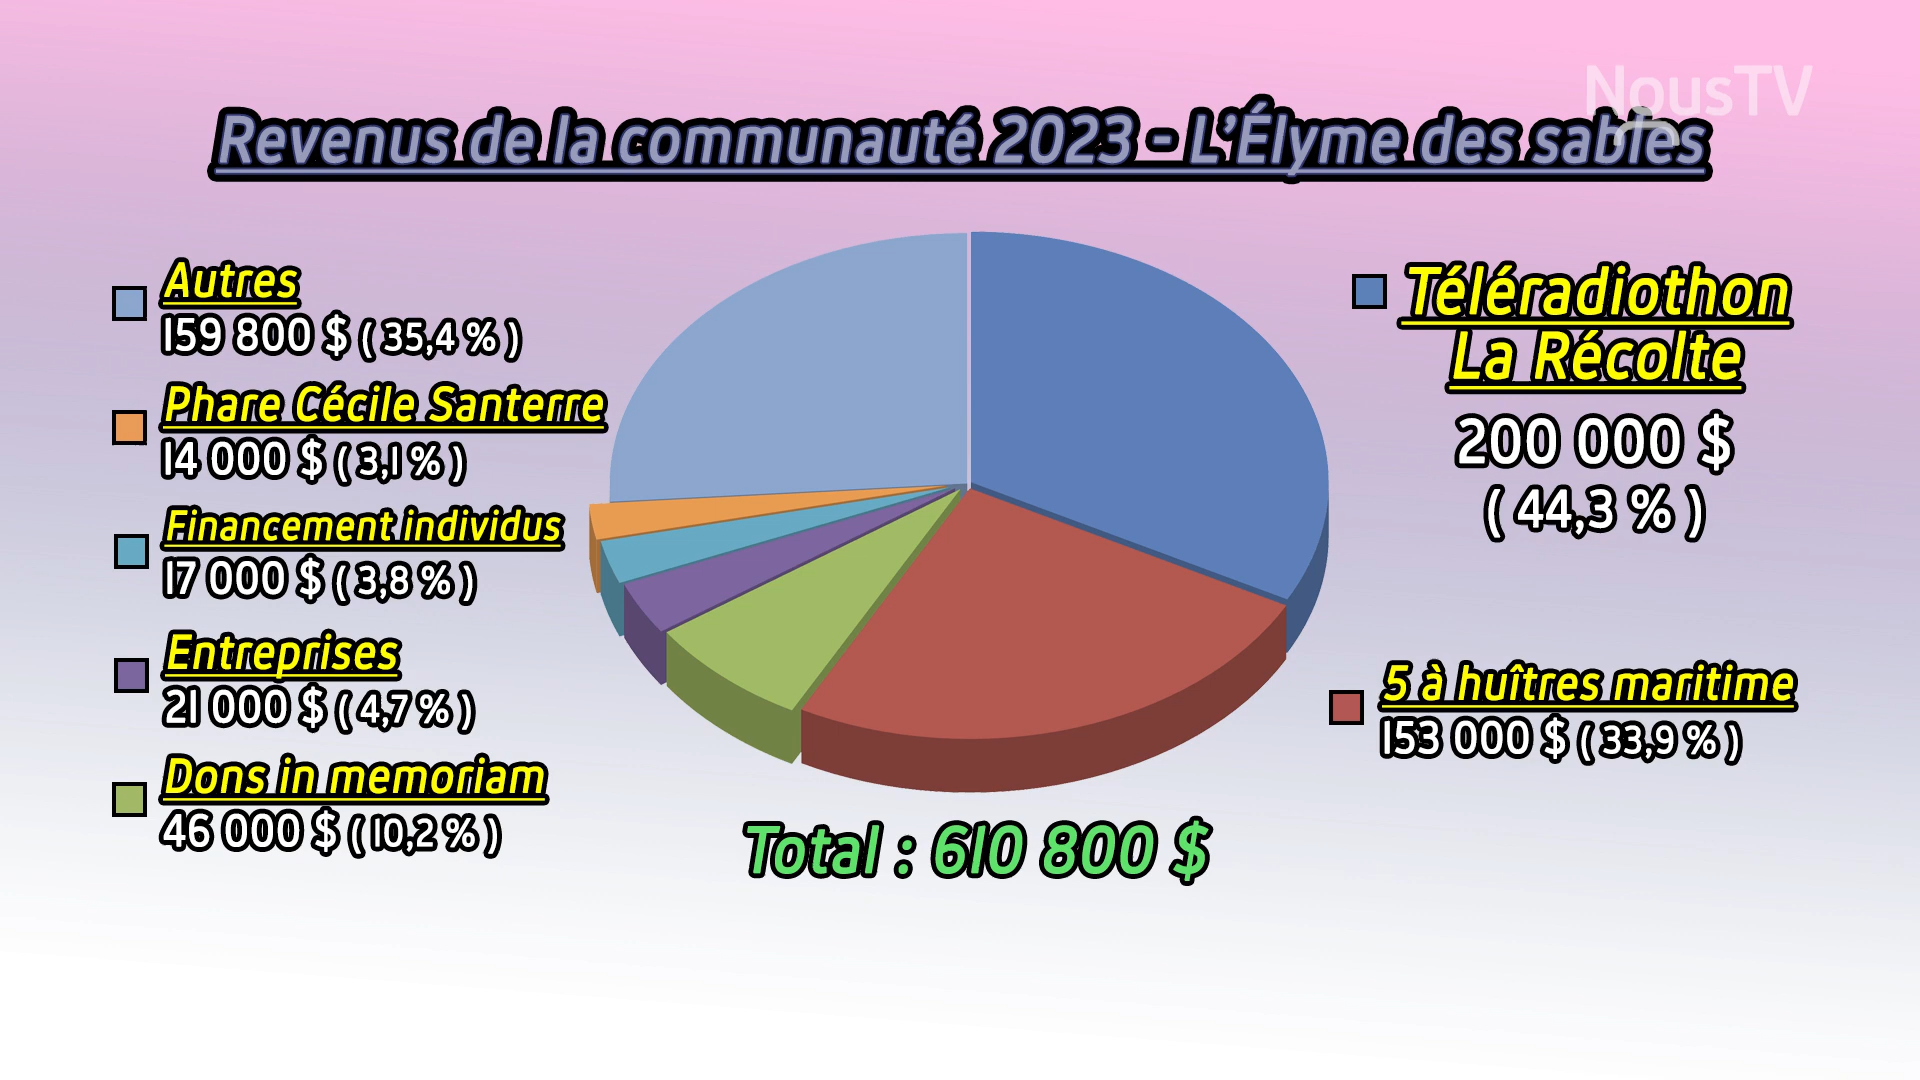 NousTV
Revenus de la communauté 2023 - L'Élyme des sables
Autres
159 800 $ ( 35,4 % )
Phare Cécile Santerre
14 000 $ ( 3,1 % )
Financement individus
17 000 $ ( 3,8 % )
Entreprises
21 000 $ ( 4,7 % )
Dons in memoriam
46 000 $ ( 10,2 % )
Téléradiothon
La Récolte
200 000 $
( 44,3 % )
5 à huîtres maritime
153 000 $ ( 33,9 % )
Total : 610 800 $